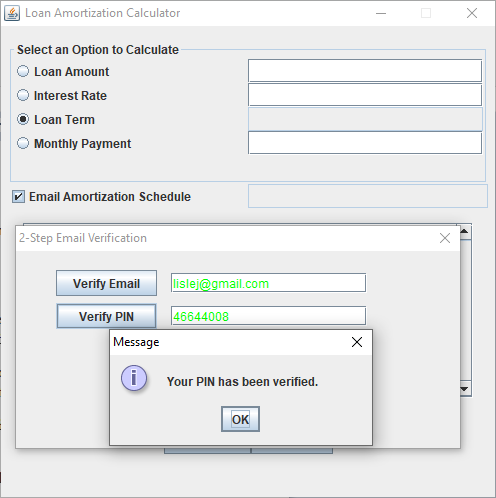 Loan Amortization Calculator
Select an Option to Calculate
Loan Amount
Interest Rate
Loan Term
Monthly Payment
Email Amortization Schedule
2-Step Email Verification
Verify Email lislej@gmail.com
Verify PIN 46644008
Message
Your PIN has been verified.
OK